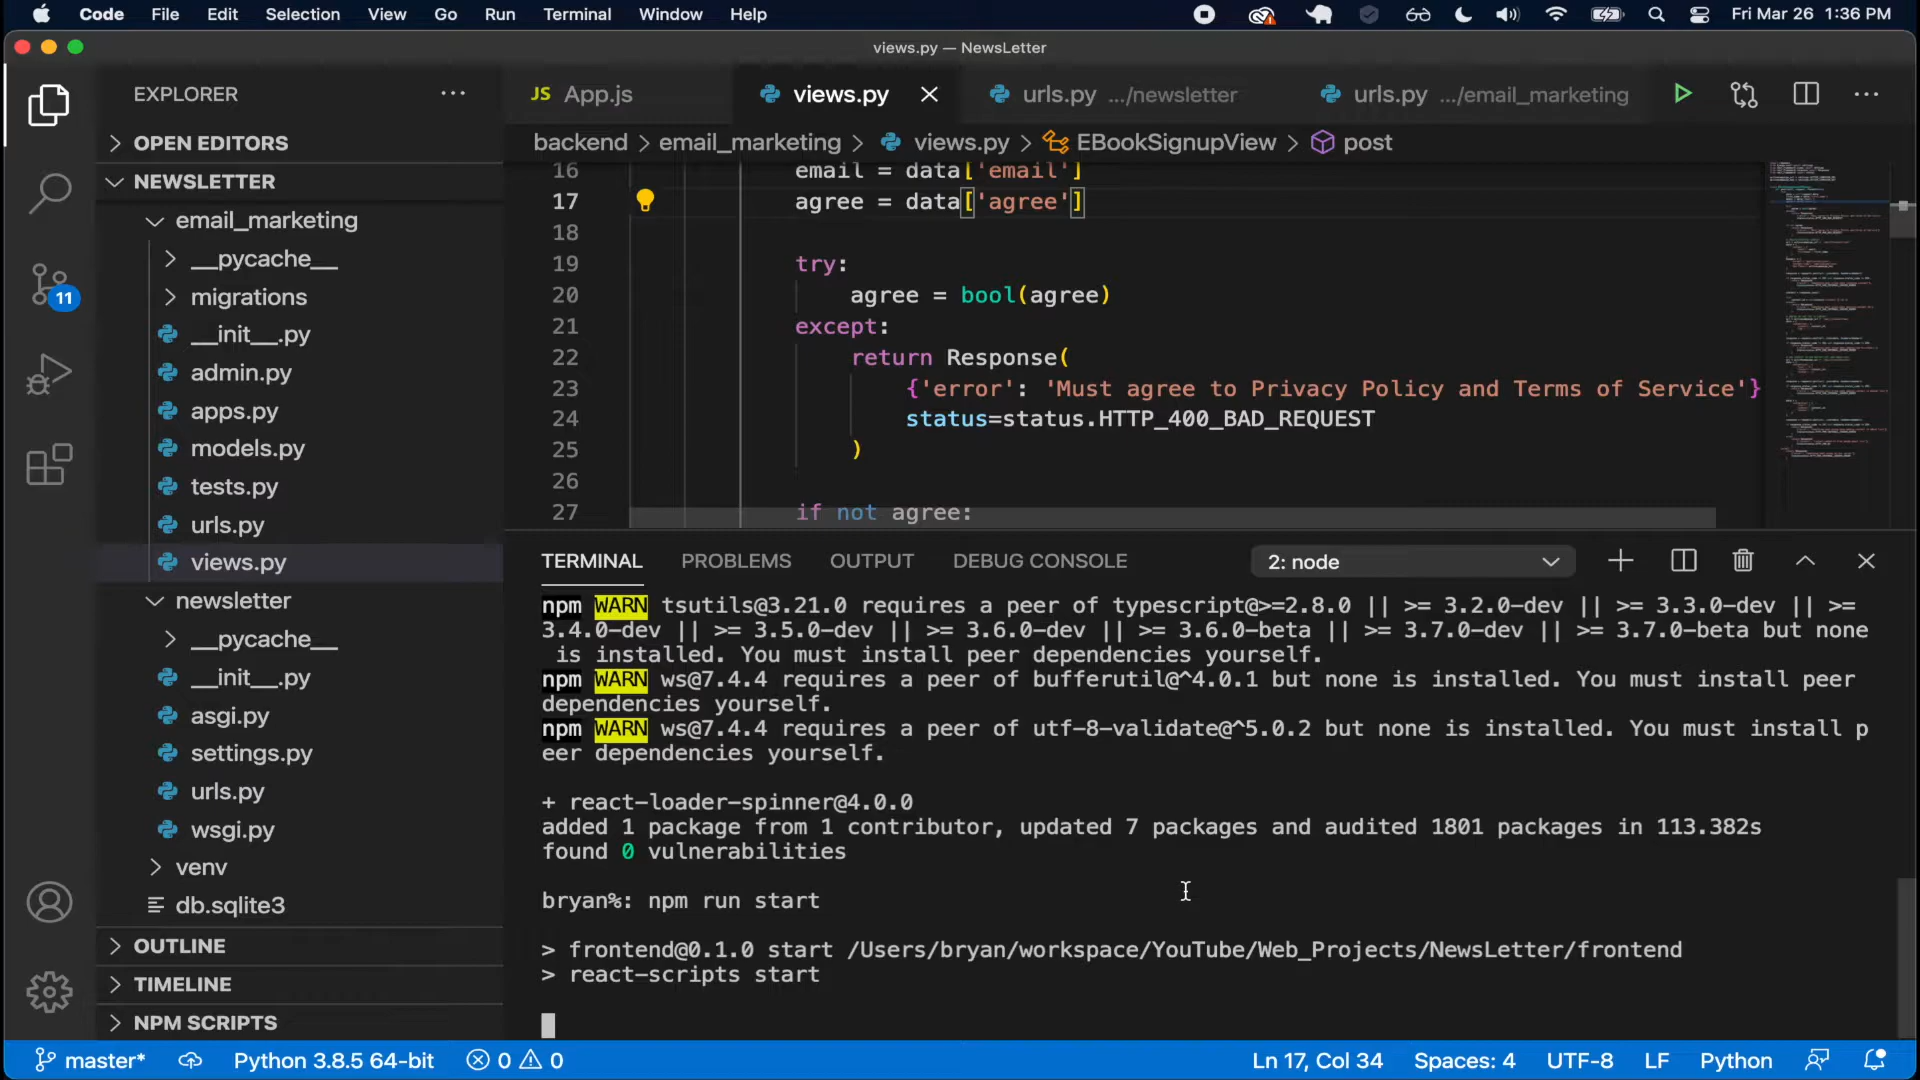 Code File Edit Selection View Go Run Terminal Window Help Fri Mar 26 1:36 PM
views.py — NewsLetter
EXPLORER ···
JS App.js views.py urls.py .../newsletter urls.py .../email_marketing
OPEN EDITORS
backend > email_marketing > views.py > EBookSignupView > post
NEWSLETTER
email_marketing
__pycache__
migrations
__init__.py
admin.py
apps.py
models.py
tests.py
urls.py
views.py
newsletter
__pycache__
__init__.py
asgi.py
settings.py
urls.py
wsgi.py
venv
db.sqlite3
OUTLINE
TIMELINE
NPM SCRIPTS
11
16 email = data['email']
17 agree = data['agree']
18
19 try:
20 agree = bool(agree)
21 except:
22 return Response(
23 {'error': 'Must agree to Privacy Policy and Terms of Service'}
24 status=status.HTTP_400_BAD_REQUEST
25 )
26
27 if not agree:
TERMINAL PROBLEMS OUTPUT DEBUG CONSOLE 2: node
npm WARN tsutils@3.21.0 requires a peer of typescript@>=2.8.0 || >= 3.2.0-dev || >= 3.3.0-dev || >=
3.4.0-dev || >= 3.5.0-dev || >= 3.6.0-dev || >= 3.6.0-beta || >= 3.7.0-dev || >= 3.7.0-beta but none
is installed. You must install peer dependencies yourself.
npm WARN ws@7.4.4 requires a peer of bufferutil@^4.0.1 but none is installed. You must install peer
dependencies yourself.
npm WARN ws@7.4.4 requires a peer of utf-8-validate@^5.0.2 but none is installed. You must install p
eer dependencies yourself.
+ react-loader-spinner@4.0.0
added 1 package from 1 contributor, updated 7 packages and audited 1801 packages in 113.382s
found 0 vulnerabilities
bryan%: npm run start
> frontend@0.1.0 start /Users/bryan/workspace/YouTube/Web_Projects/NewsLetter/frontend
> react-scripts start
master* Python 3.8.5 64-bit 0 0 Ln 17, Col 34 Spaces: 4 UTF-8 LF Python